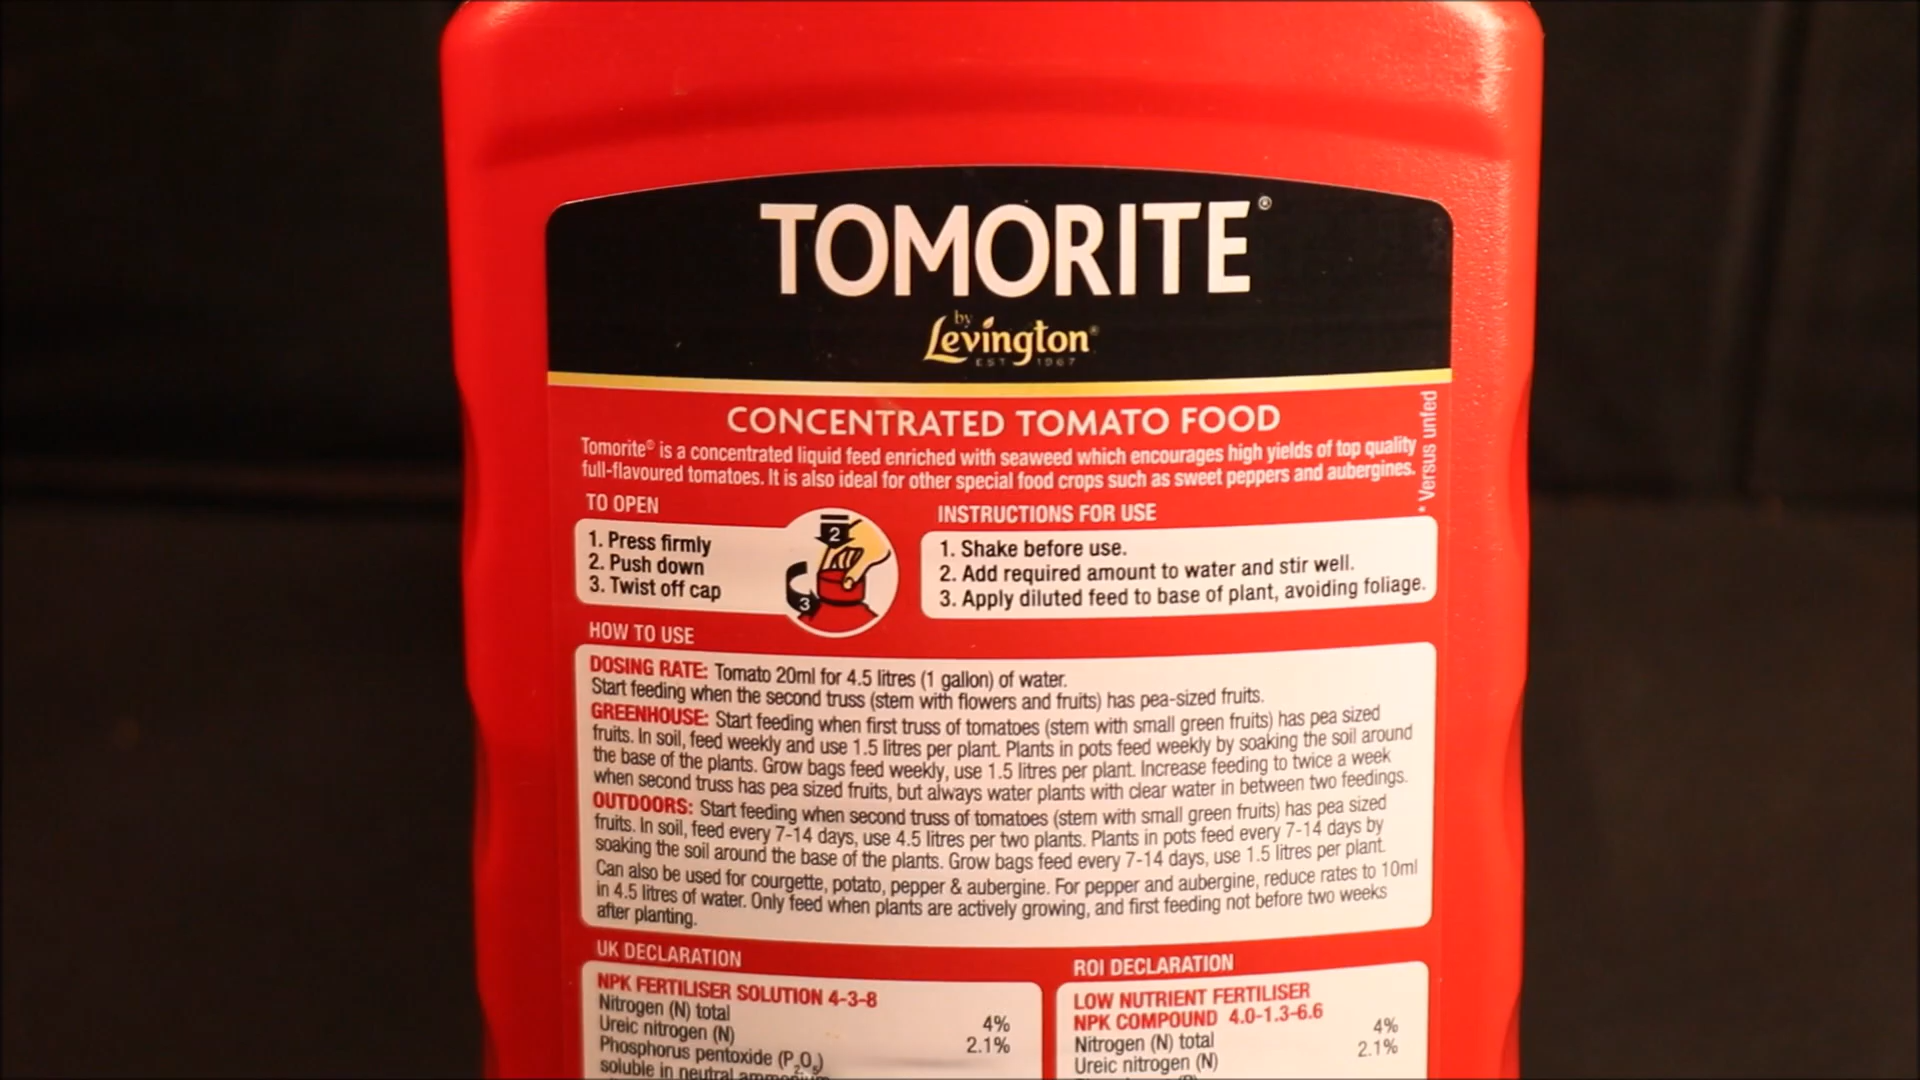 TOMORITE®
by
Levington®
EST 1967
CONCENTRATED TOMATO FOOD
Tomorite® is a concentrated liquid feed enriched with seaweed which encourages high yields of top quality
full-flavoured tomatoes. It is also ideal for other special food crops such as sweet peppers and aubergines.
* Versus unfed
TO OPEN
1. Press firmly
2. Push down
3. Twist off cap
2
3
INSTRUCTIONS FOR USE
1. Shake before use.
2. Add required amount to water and stir well.
3. Apply diluted feed to base of plant, avoiding foliage.
HOW TO USE
DOSING RATE: Tomato 20ml for 4.5 litres (1 gallon) of water.
Start feeding when the second truss (stem with flowers and fruits) has pea-sized fruits.
GREENHOUSE: Start feeding when first truss of tomatoes (stem with small green fruits) has pea sized
fruits. In soil, feed weekly and use 1.5 litres per plant. Plants in pots feed weekly by soaking the soil around
the base of the plants. Grow bags feed weekly, use 1.5 litres per plant. Increase feeding to twice a week
when second truss has pea sized fruits, but always water plants with clear water in between two feedings.
OUTDOORS: Start feeding when second truss of tomatoes (stem with small green fruits) has pea sized
fruits. In soil, feed every 7-14 days, use 4.5 litres per two plants. Plants in pots feed every 7-14 days by
soaking the soil around the base of the plants. Grow bags feed every 7-14 days, use 1.5 litres per plant.
Can also be used for courgette, potato, pepper & aubergine. For pepper and aubergine, reduce rates to 10ml
in 4.5 litres of water. Only feed when plants are actively growing, and first feeding not before two weeks
after planting.
UK DECLARATION
NPK FERTILISER SOLUTION 4-3-8
Nitrogen (N) total 4%
Ureic nitrogen (N) 2.1%
Phosphorus pentoxide (P₂O₅)
soluble in neutral ammonium
ROI DECLARATION
LOW NUTRIENT FERTILISER
NPK COMPOUND 4.0-1.3-6.6
Nitrogen (N) total 4%
Ureic nitrogen (N) 2.1%